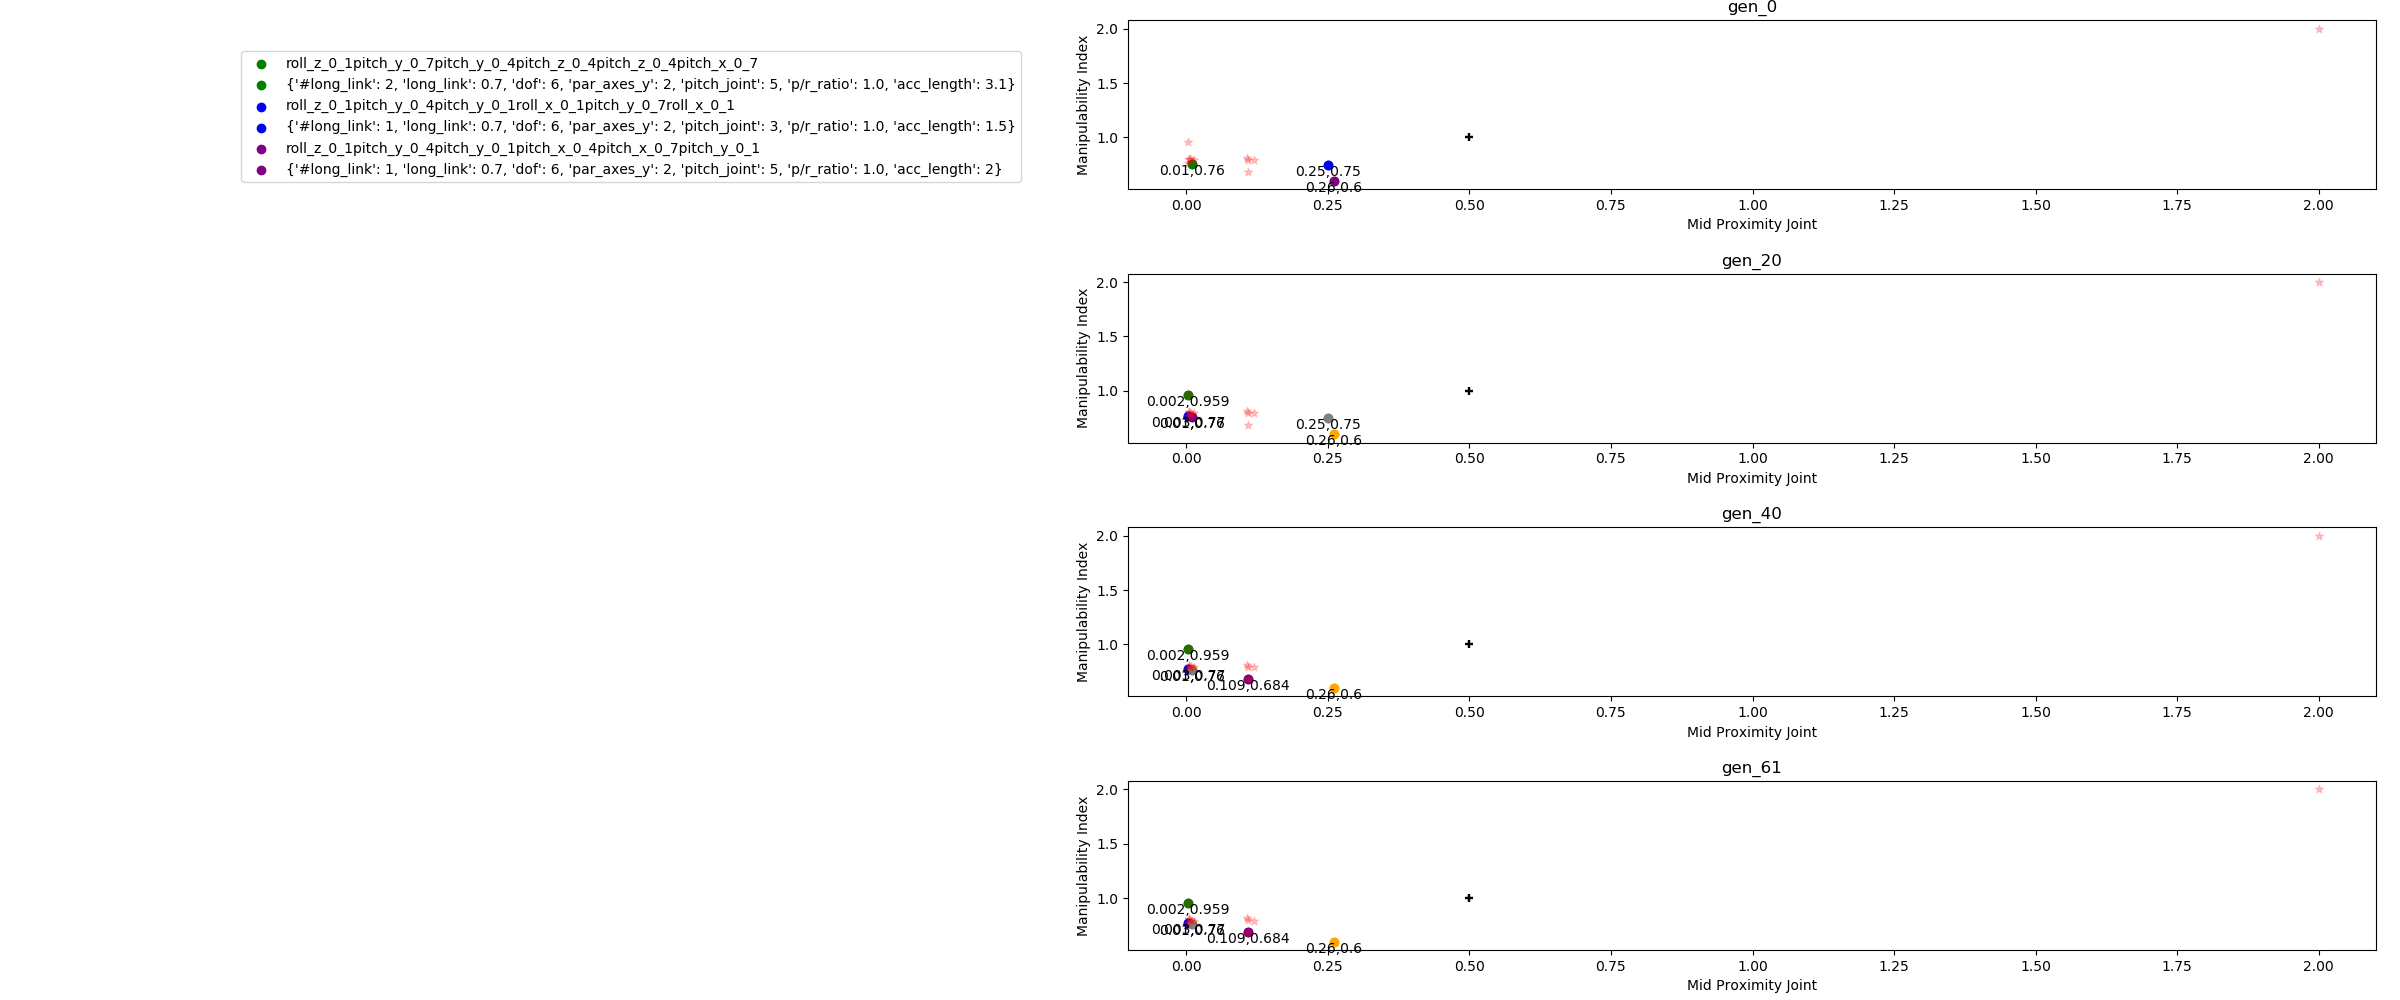 roll_z_0_1pitch_y_0_7pitch_y_0_4pitch_z_0_4pitch_z_0_4pitch_x_0_7
{'#long_link': 2, 'long_link': 0.7, 'dof': 6, 'par_axes_y': 2, 'pitch_joint': 5, 'p/r_ratio': 1.0, 'acc_length': 3.1}
roll_z_0_1pitch_y_0_4pitch_y_0_1roll_x_0_1pitch_y_0_7roll_x_0_1
{'#long_link': 1, 'long_link': 0.7, 'dof': 6, 'par_axes_y': 2, 'pitch_joint': 3, 'p/r_ratio': 1.0, 'acc_length': 1.5}
roll_z_0_1pitch_y_0_4pitch_y_0_1pitch_x_0_4pitch_x_0_7pitch_y_0_1
{'#long_link': 1, 'long_link': 0.7, 'dof': 6, 'par_axes_y': 2, 'pitch_joint': 5, 'p/r_ratio': 1.0, 'acc_length': 2}
gen_0
Manipulability Index
2.0
1.5
1.0
0.01,0.76
0.25,0.75
0.26,0.6
0.00 0.25 0.50 0.75 1.00 1.25 1.50 1.75 2.00
Mid Proximity Joint
gen_20
Manipulability Index
2.0
1.5
1.0
0.002,0.959
0.25,0.75
0.26,0.6
0.00 0.25 0.50 0.75 1.00 1.25 1.50 1.75 2.00
Mid Proximity Joint
gen_40
Manipulability Index
2.0
1.5
1.0
0.002,0.959
0.109,0.684
0.26,0.6
0.00 0.25 0.50 0.75 1.00 1.25 1.50 1.75 2.00
Mid Proximity Joint
gen_61
Manipulability Index
2.0
1.5
1.0
0.002,0.959
0.109,0.684
0.26,0.6
0.00 0.25 0.50 0.75 1.00 1.25 1.50 1.75 2.00
Mid Proximity Joint